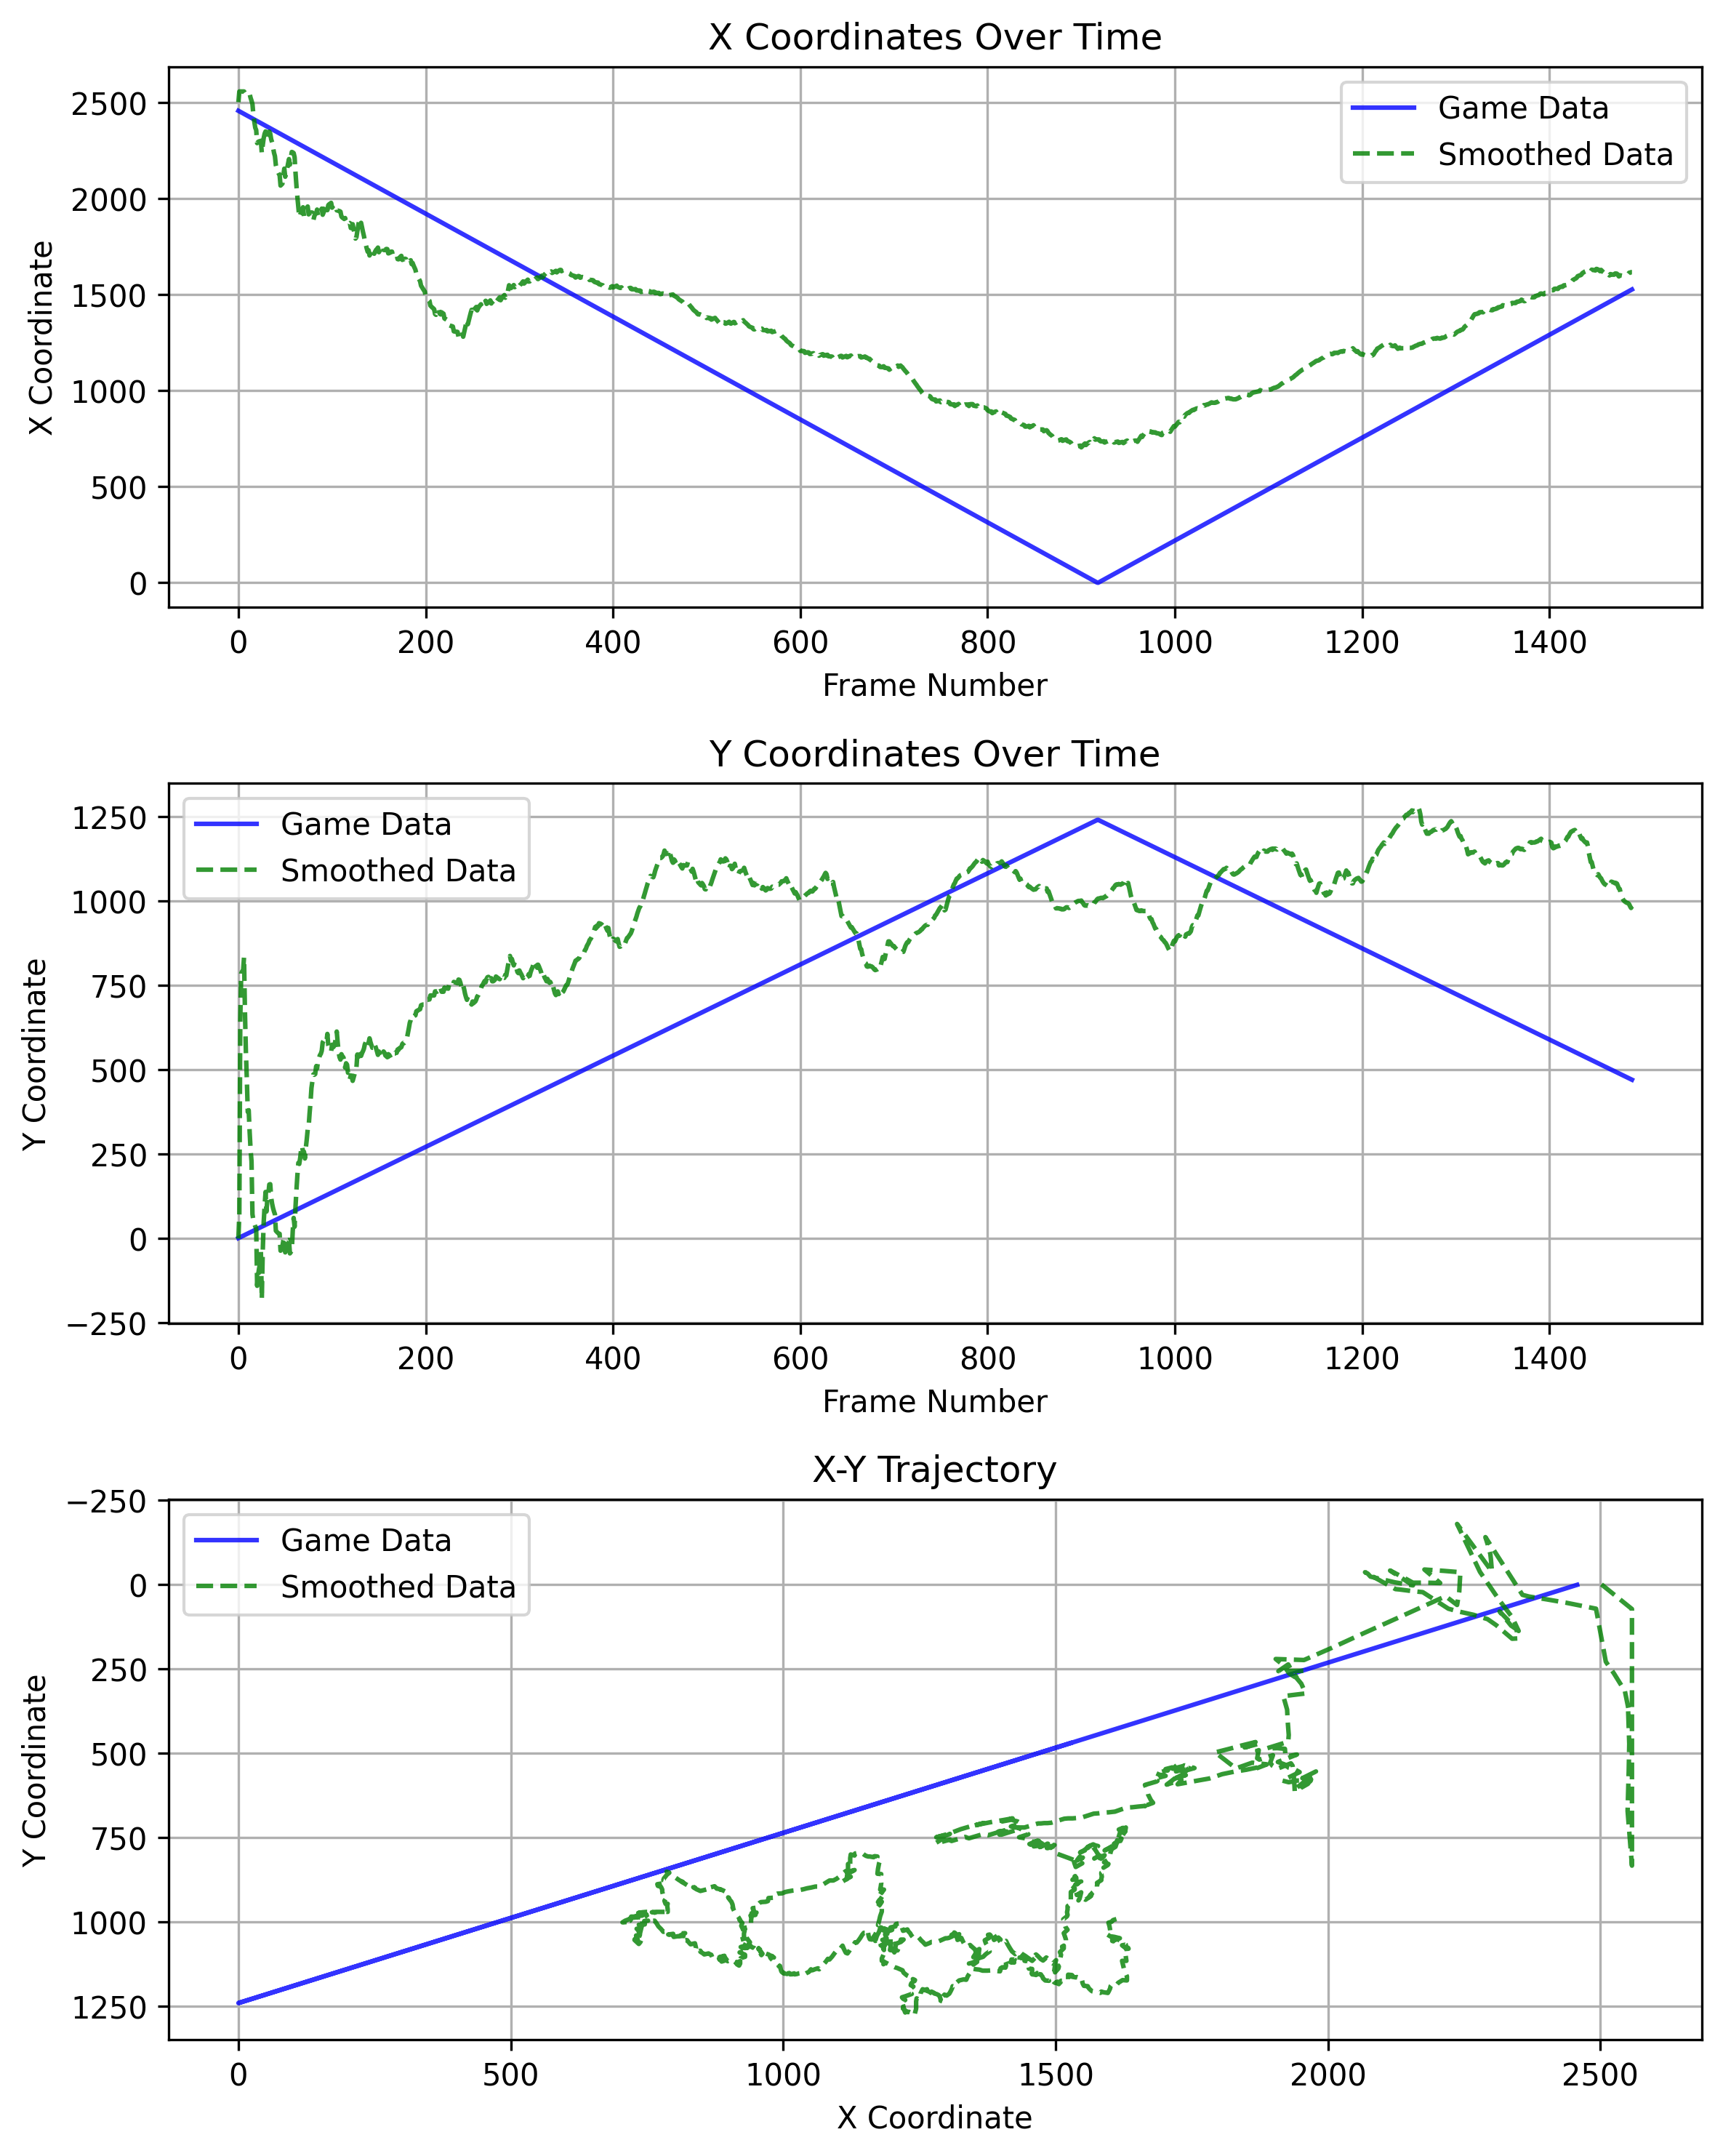 X Coordinates Over Time
2500
2000
1500
1000
500
0
X Coordinate
Game Data
Smoothed Data
0 200 400 600 800 1000 1200 1400
Frame Number
Y Coordinates Over Time
1250
1000
750
500
250
0
−250
Y Coordinate
Game Data
Smoothed Data
0 200 400 600 800 1000 1200 1400
Frame Number
X-Y Trajectory
−250
0
250
500
750
1000
1250
Y Coordinate
Game Data
Smoothed Data
0 500 1000 1500 2000 2500
X Coordinate